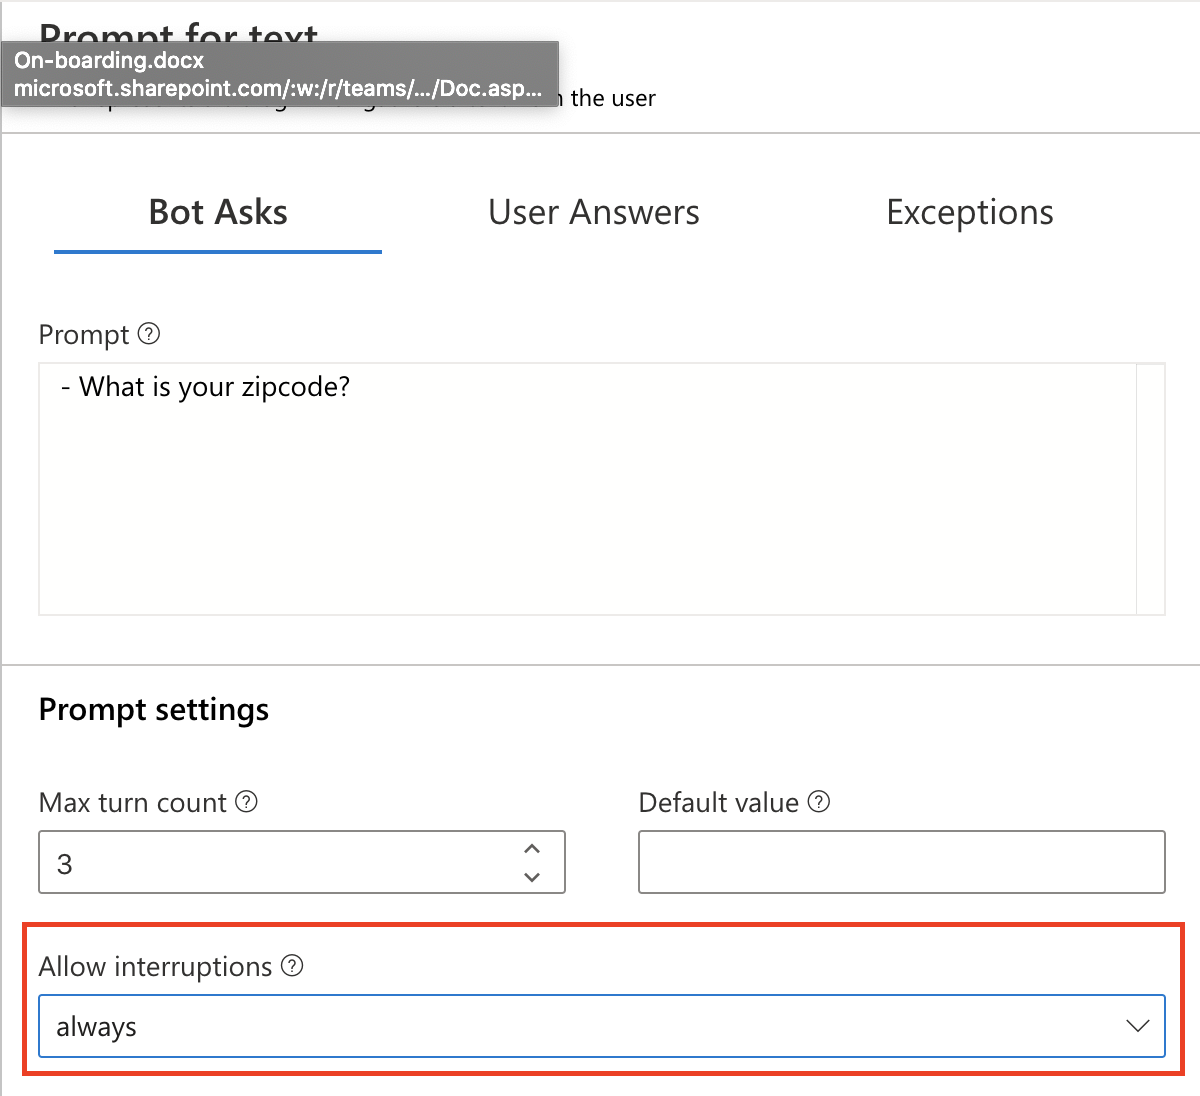 Prompt for text
On-boarding.docx
microsoft.sharepoint.com/:w:/r/teams/.../Doc.asp...
the user
Bot Asks
User Answers
Exceptions
Prompt ?
- What is your zipcode?
Prompt settings
Max turn count ?
Default value ?
3
Allow interruptions ?
always